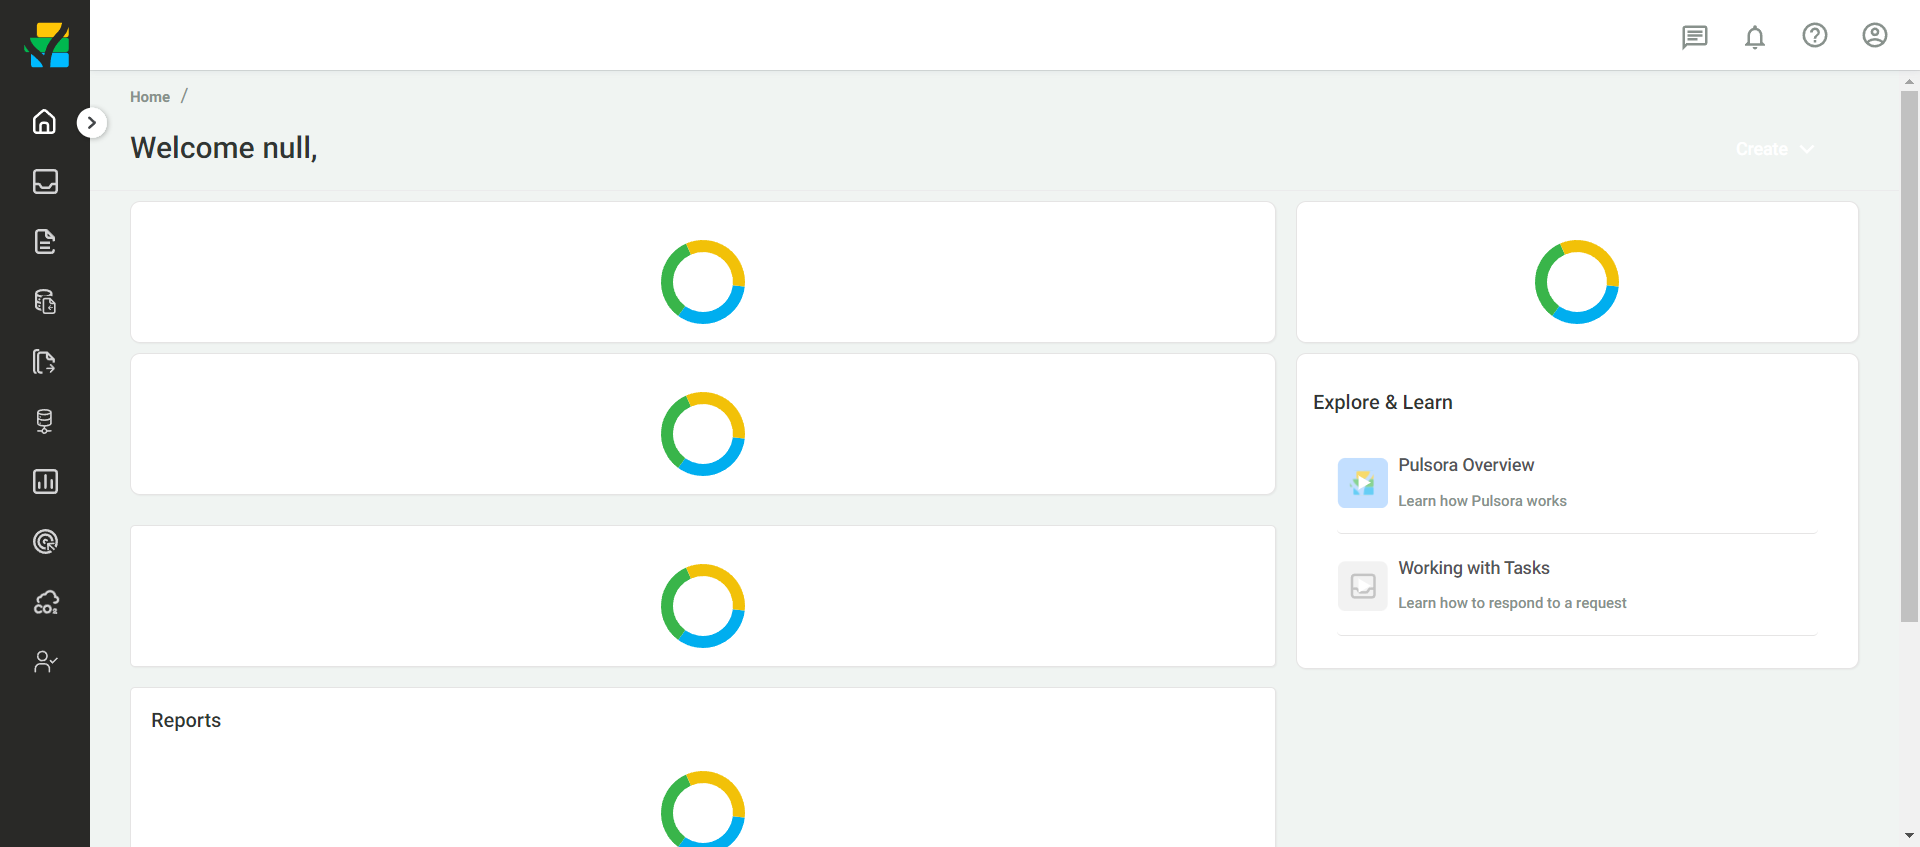 Home /
Welcome null,
Create
Explore & Learn
Pulsora Overview
Learn how Pulsora works
Working with Tasks
Learn how to respond to a request
Reports
CO₂